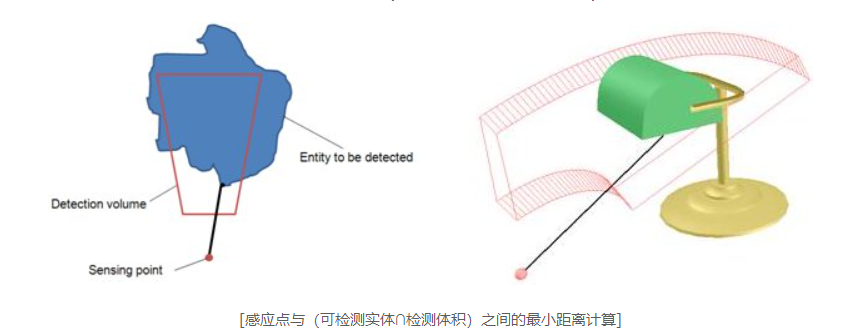 Entity to be detected
Detection volume
Sensing point
[感应点与（可检测实体∩检测体积）之间的最小距离计算]